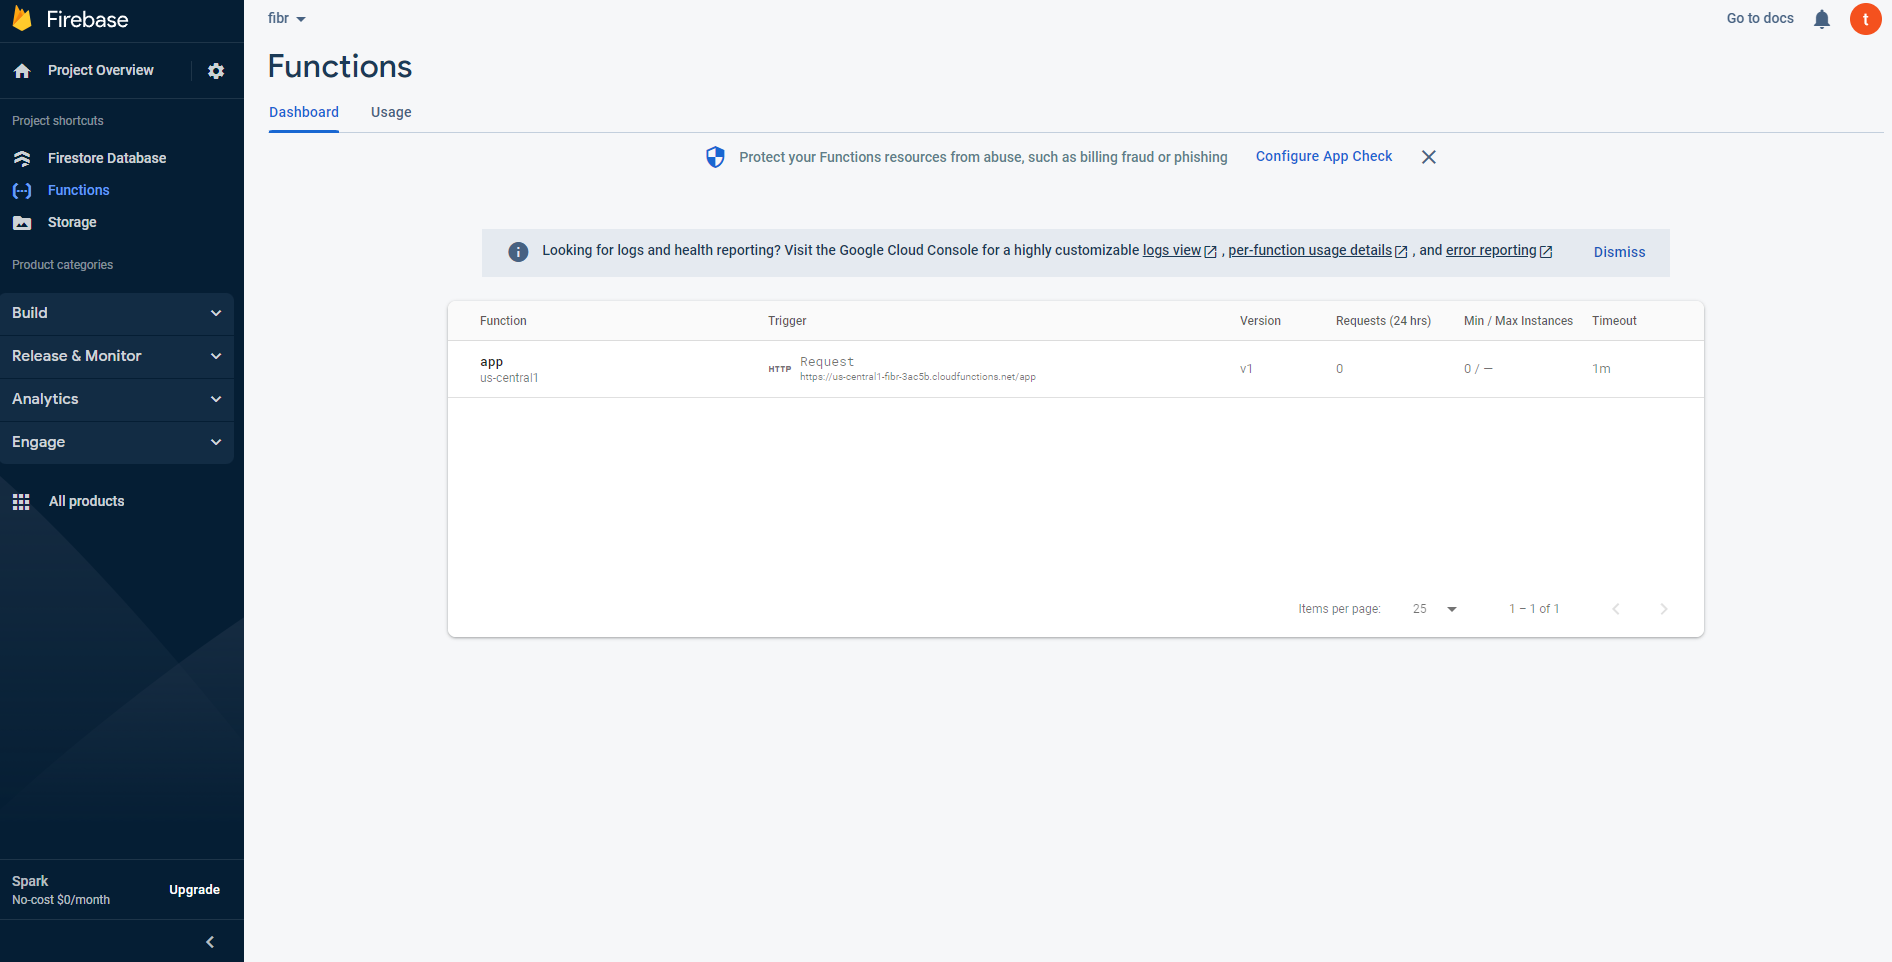 Firebase
Project Overview
Project shortcuts
Firestore Database
Functions
Storage
Product categories
Build
Release & Monitor
Analytics
Engage
All products
Spark
No-cost $0/month
Upgrade
fibr
Go to docs
t
Functions
Dashboard Usage
Protect your Functions resources from abuse, such as billing fraud or phishing Configure App Check
Looking for logs and health reporting? Visit the Google Cloud Console for a highly customizable logs view , per-function usage details , and error reporting Dismiss
Function Trigger Version Requests (24 hrs) Min / Max Instances Timeout
app
us-central1
HTTP
Request
https://us-central1-fibr-3ac5b.cloudfunctions.net/app
v1 0 0 / — 1m
Items per page: 25 1 – 1 of 1